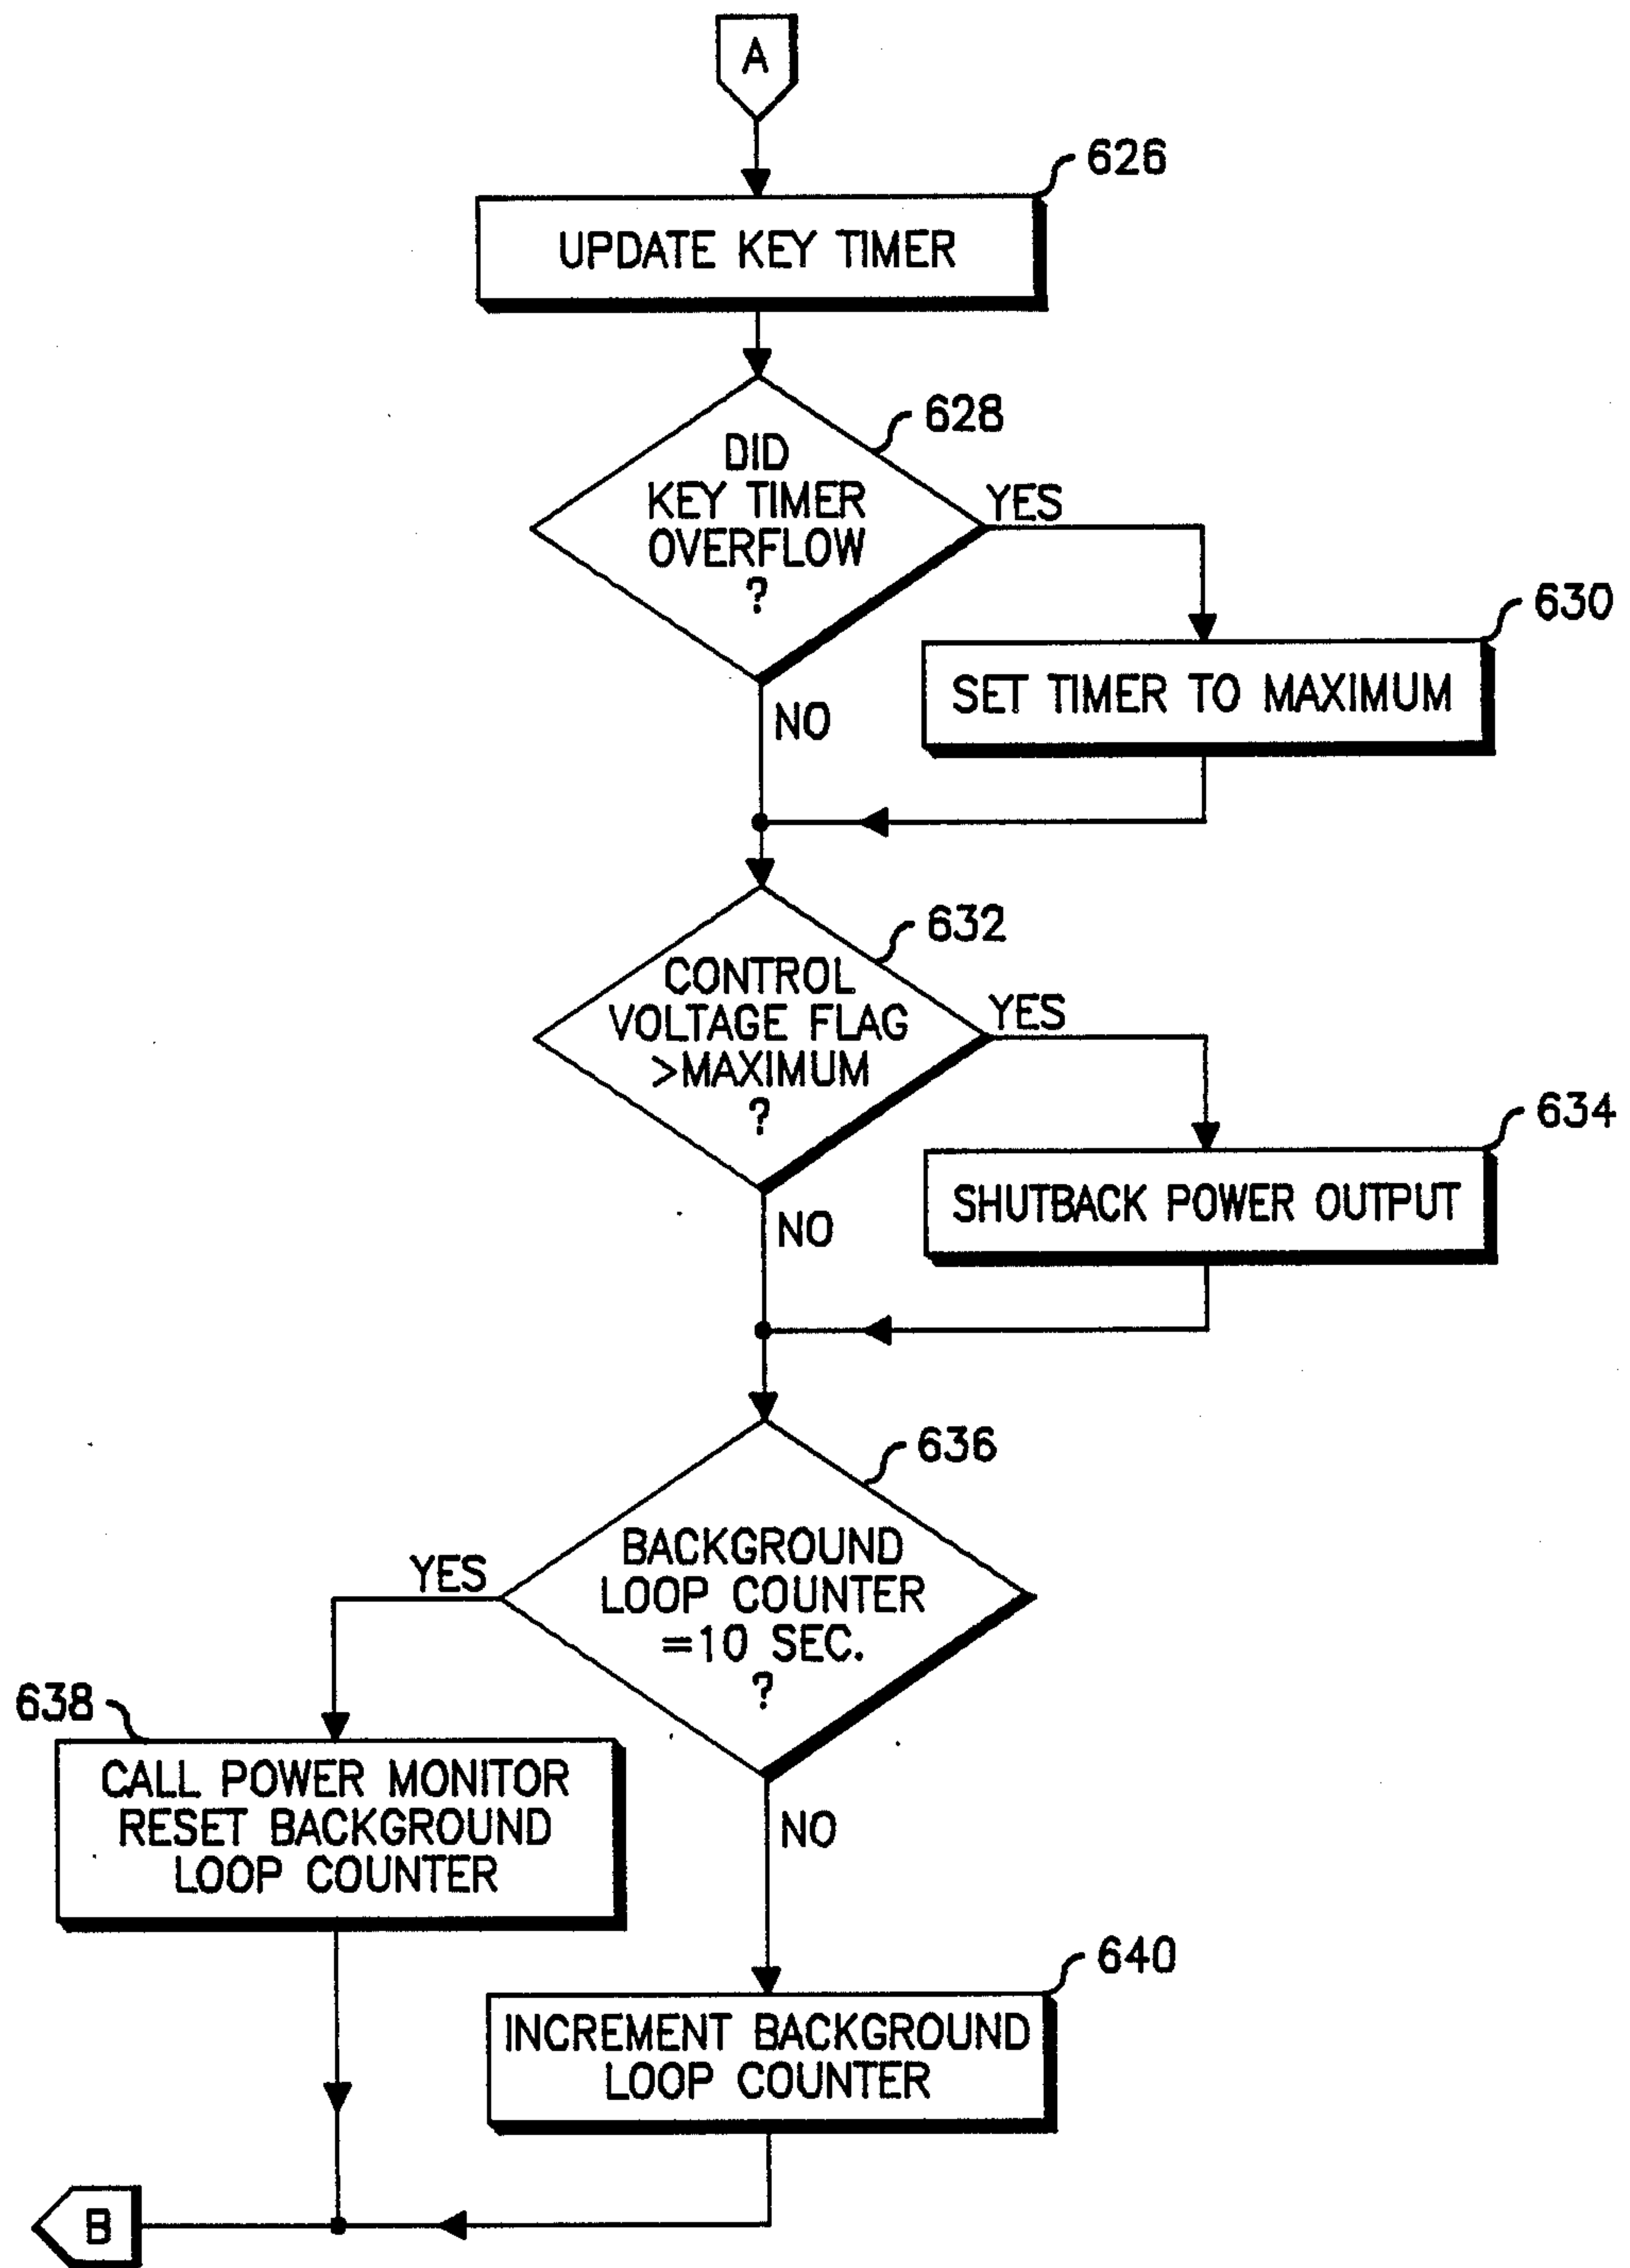 A
626
UPDATE KEY TIMER
628
DID
KEY TIMER
OVERFLOW
?
YES
630
SET TIMER TO MAXIMUM
NO
632
CONTROL
VOLTAGE FLAG
>MAXIMUM
?
YES
634
SHUTBACK POWER OUTPUT
NO
636
BACKGROUND
LOOP COUNTER
=10 SEC.
?
YES
638
CALL POWER MONITOR
RESET BACKGROUND
LOOP COUNTER
NO
640
INCREMENT BACKGROUND
LOOP COUNTER
B